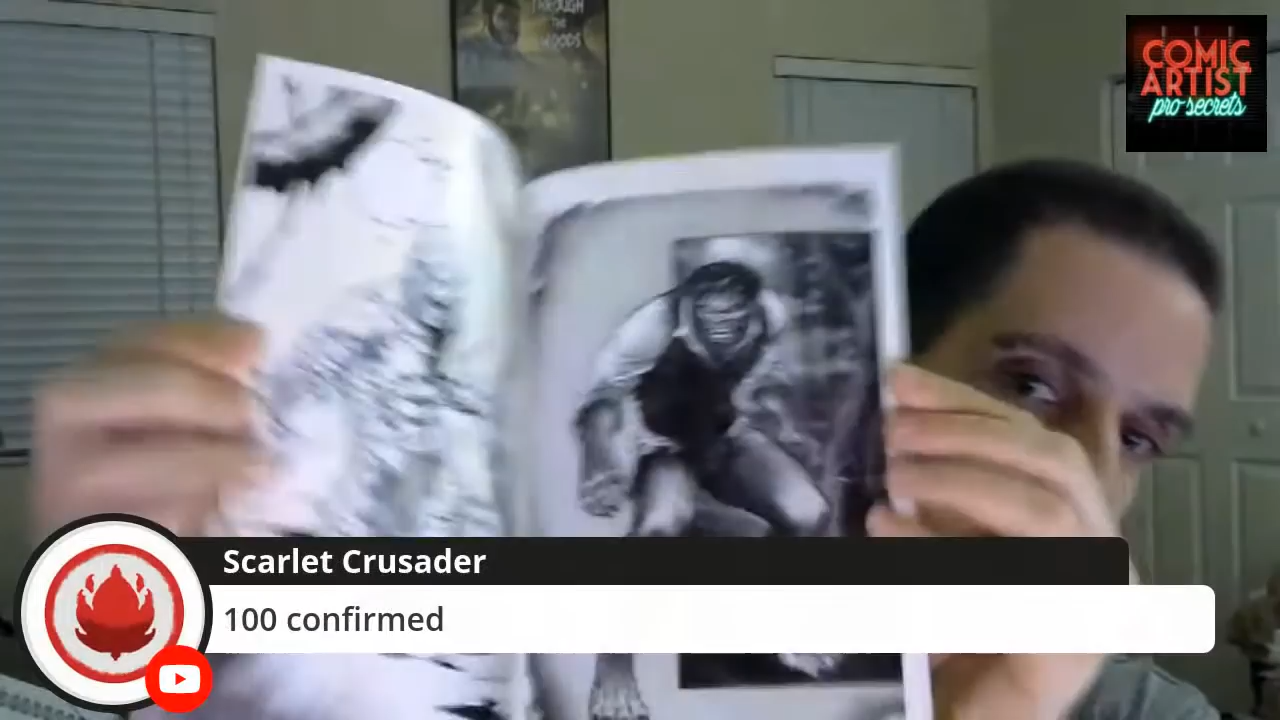 THROUGH
THE
WOODS
COMIC
ARTIST
pro secrets
Scarlet Crusader
100 confirmed